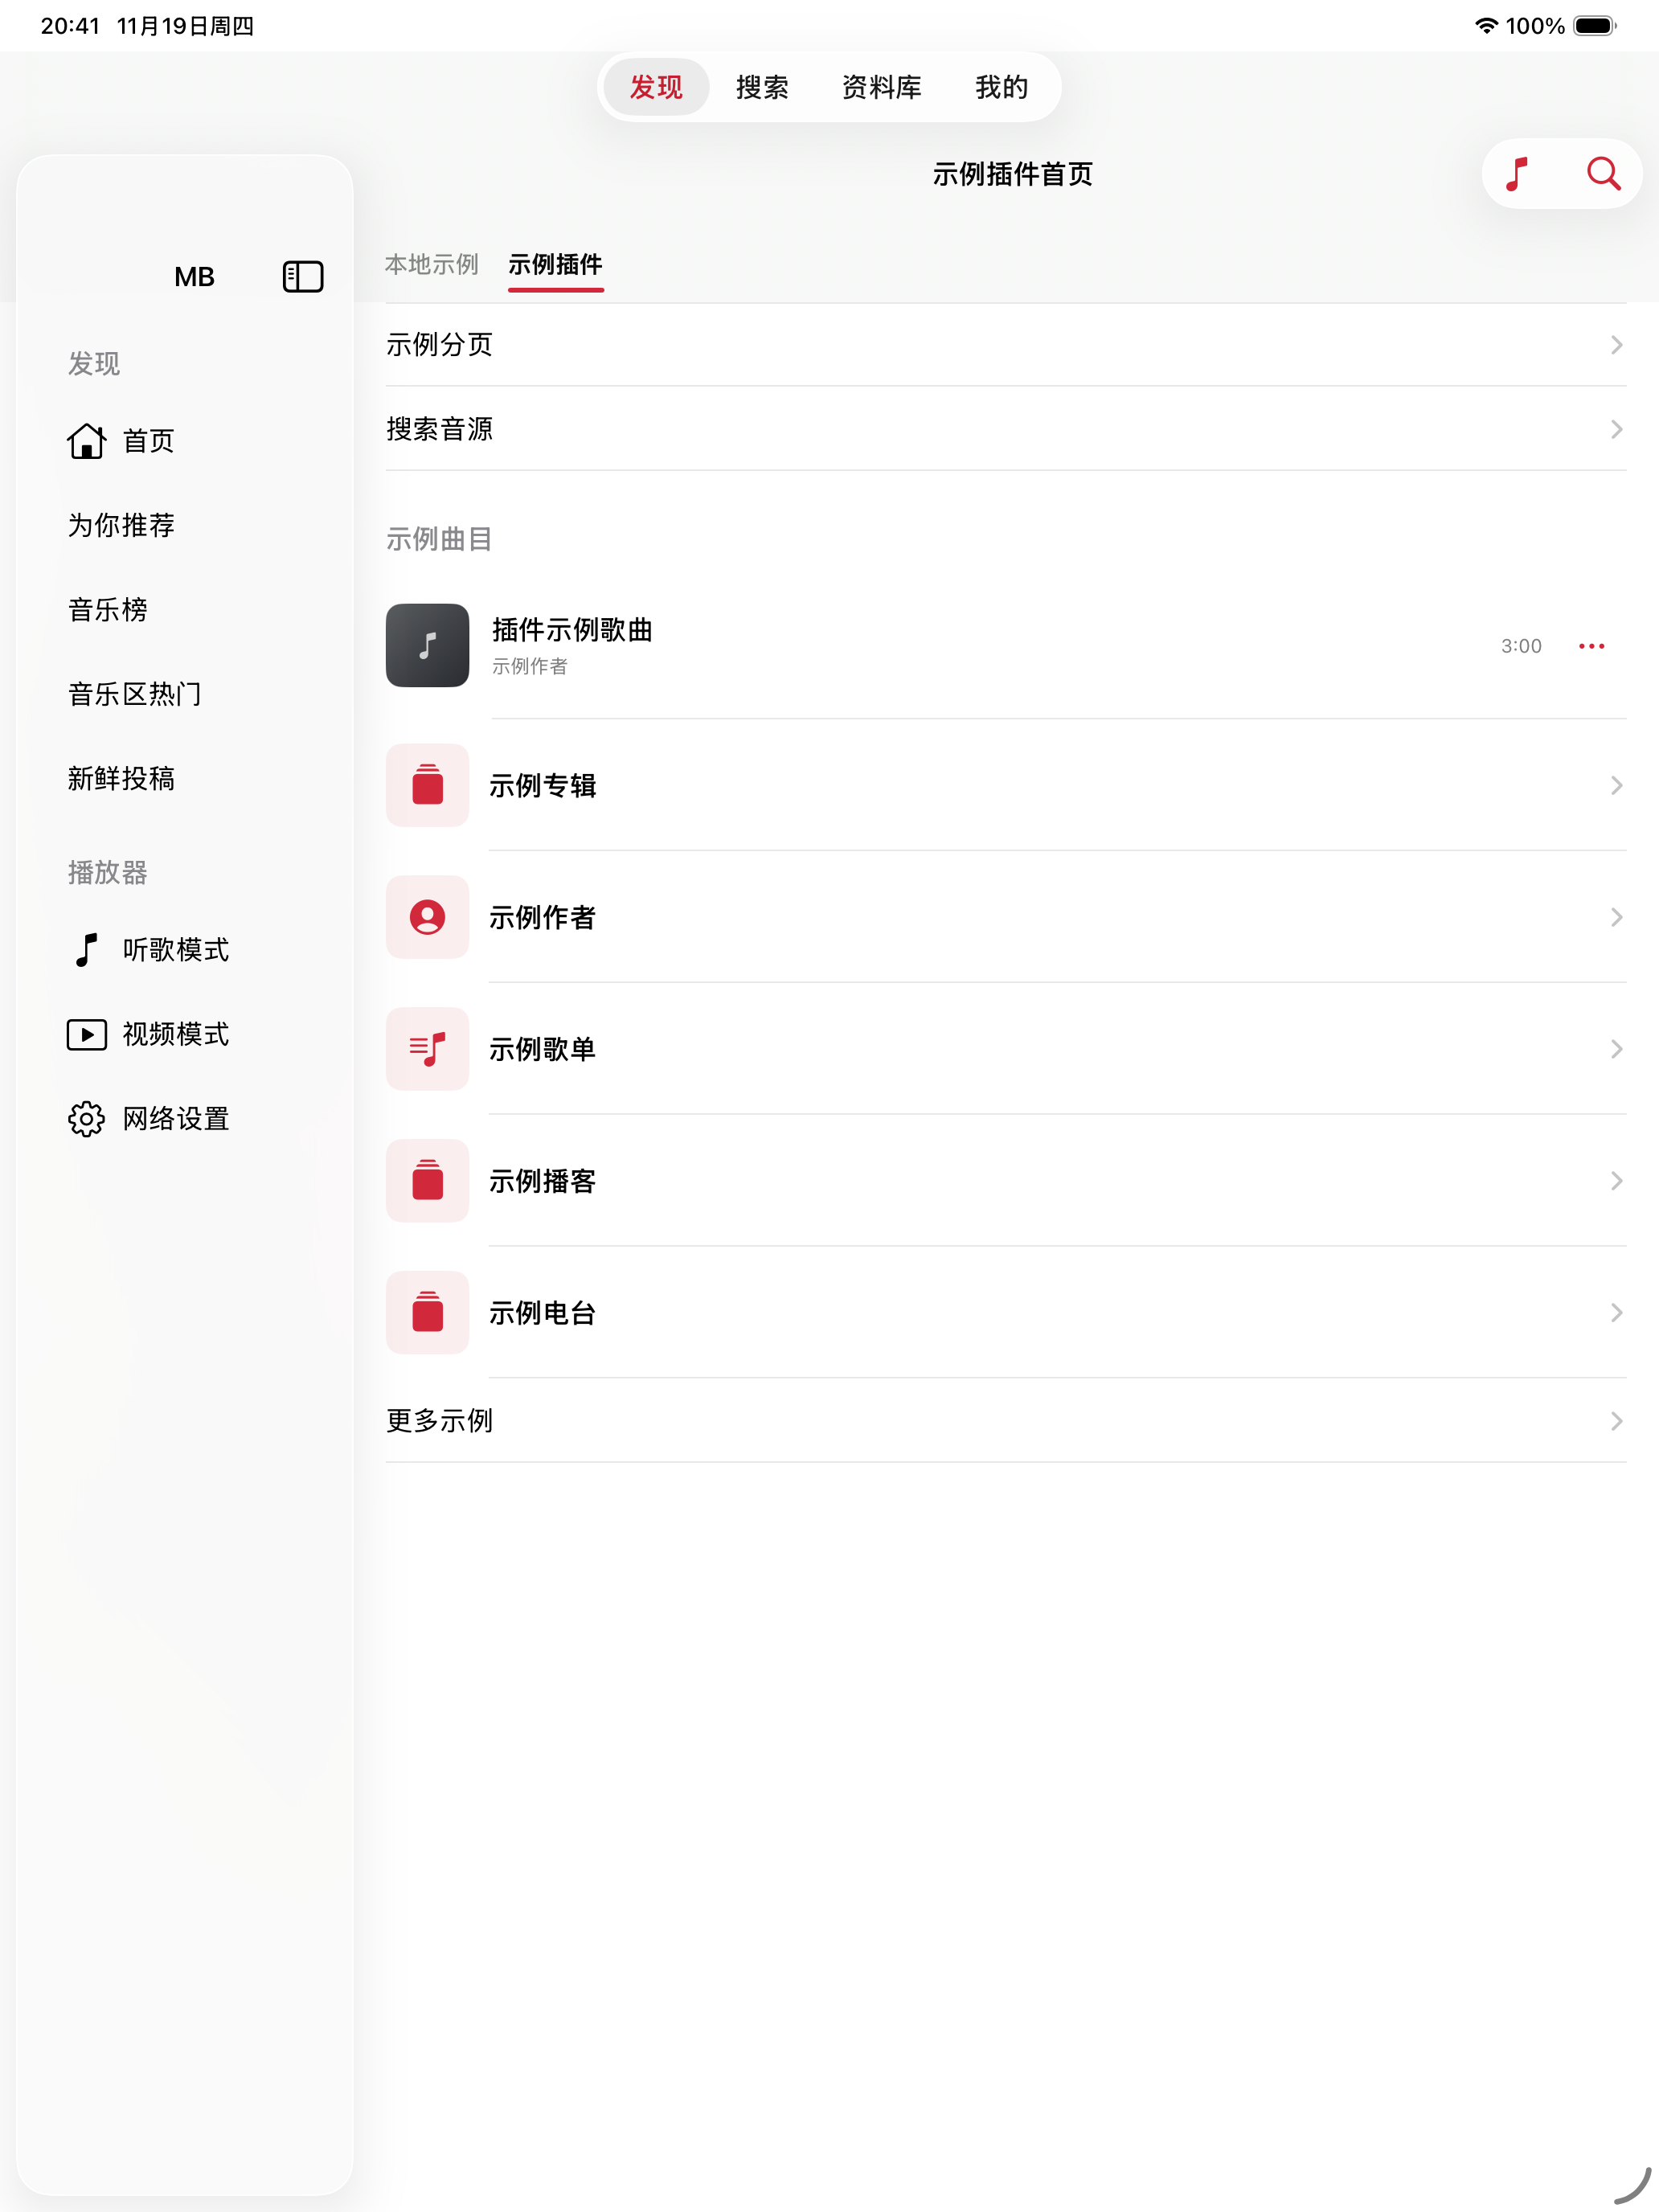 20:41 11月19日周四 100%
发现 搜索 资料库 我的
示例插件首页
MB
发现
首页
为你推荐
音乐榜
音乐区热门
新鲜投稿
播放器
听歌模式
视频模式
网络设置
本地示例 示例插件
示例分页
搜索音源
示例曲目
插件示例歌曲
示例作者
3:00
示例专辑
示例作者
示例歌单
示例播客
示例电台
更多示例